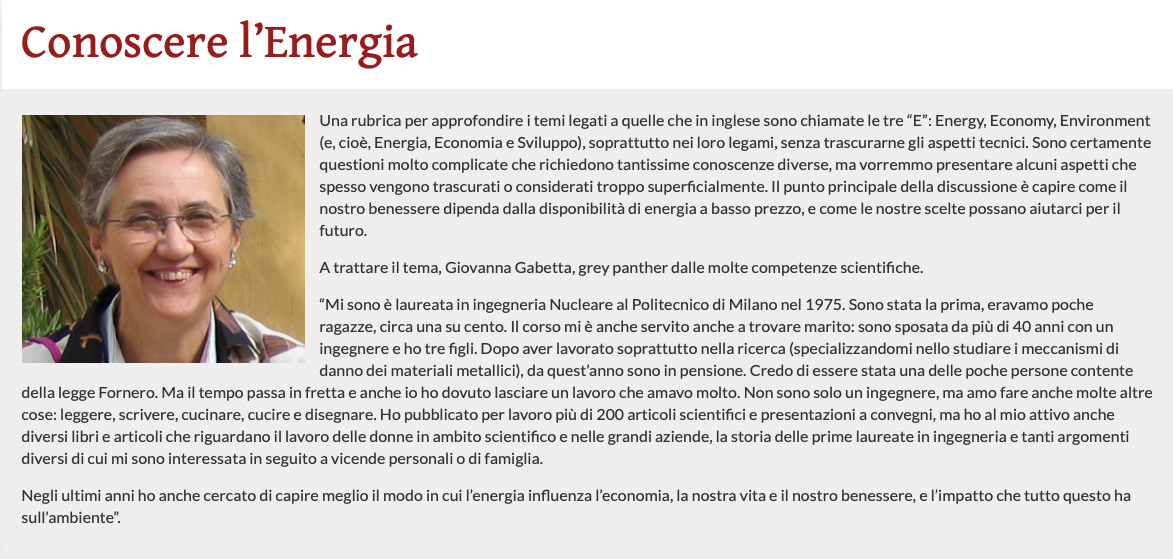 Conoscere l’Energia
Una rubrica per approfondire i temi legati a quelle che in inglese sono chiamate le tre “E”: Energy, Economy, Environment
(e, cioè, Energia, Economia e Sviluppo), soprattutto nei loro legami, senza trascurarne gli aspetti tecnici. Sono certamente
questioni molto complicate che richiedono tantissime conoscenze diverse, ma vorremmo presentare alcuni aspetti che
spesso vengono trascurati o considerati troppo superficialmente. Il punto principale della discussione è capire come il
nostro benessere dipenda dalla disponibilità di energia a basso prezzo, e come le nostre scelte possano aiutarci per il
futuro.
A trattare il tema, Giovanna Gabetta, grey panther dalle molte competenze scientifiche.
“Mi sono è laureata in ingegneria Nucleare al Politecnico di Milano nel 1975. Sono stata la prima, eravamo poche
ragazze, circa una su cento. Il corso mi è anche servito anche a trovare marito: sono sposata da più di 40 anni con un
ingegnere e ho tre figli. Dopo aver lavorato soprattutto nella ricerca (specializzandomi nello studiare i meccanismi di
danno dei materiali metallici), da quest’anno sono in pensione. Credo di essere stata una delle poche persone contente
della legge Fornero. Ma il tempo passa in fretta e anche io ho dovuto lasciare un lavoro che amavo molto. Non sono solo un ingegnere, ma amo fare anche molte altre
cose: leggere, scrivere, cucinare, cucire e disegnare. Ho pubblicato per lavoro più di 200 articoli scientifici e presentazioni a convegni, ma ho al mio attivo anche
diversi libri e articoli che riguardano il lavoro delle donne in ambito scientifico e nelle grandi aziende, la storia delle prime laureate in ingegneria e tanti argomenti
diversi di cui mi sono interessata in seguito a vicende personali o di famiglia.
Negli ultimi anni ho anche cercato di capire meglio il modo in cui l’energia influenza l’economia, la nostra vita e il nostro benessere, e l’impatto che tutto questo ha
sull’ambiente”.